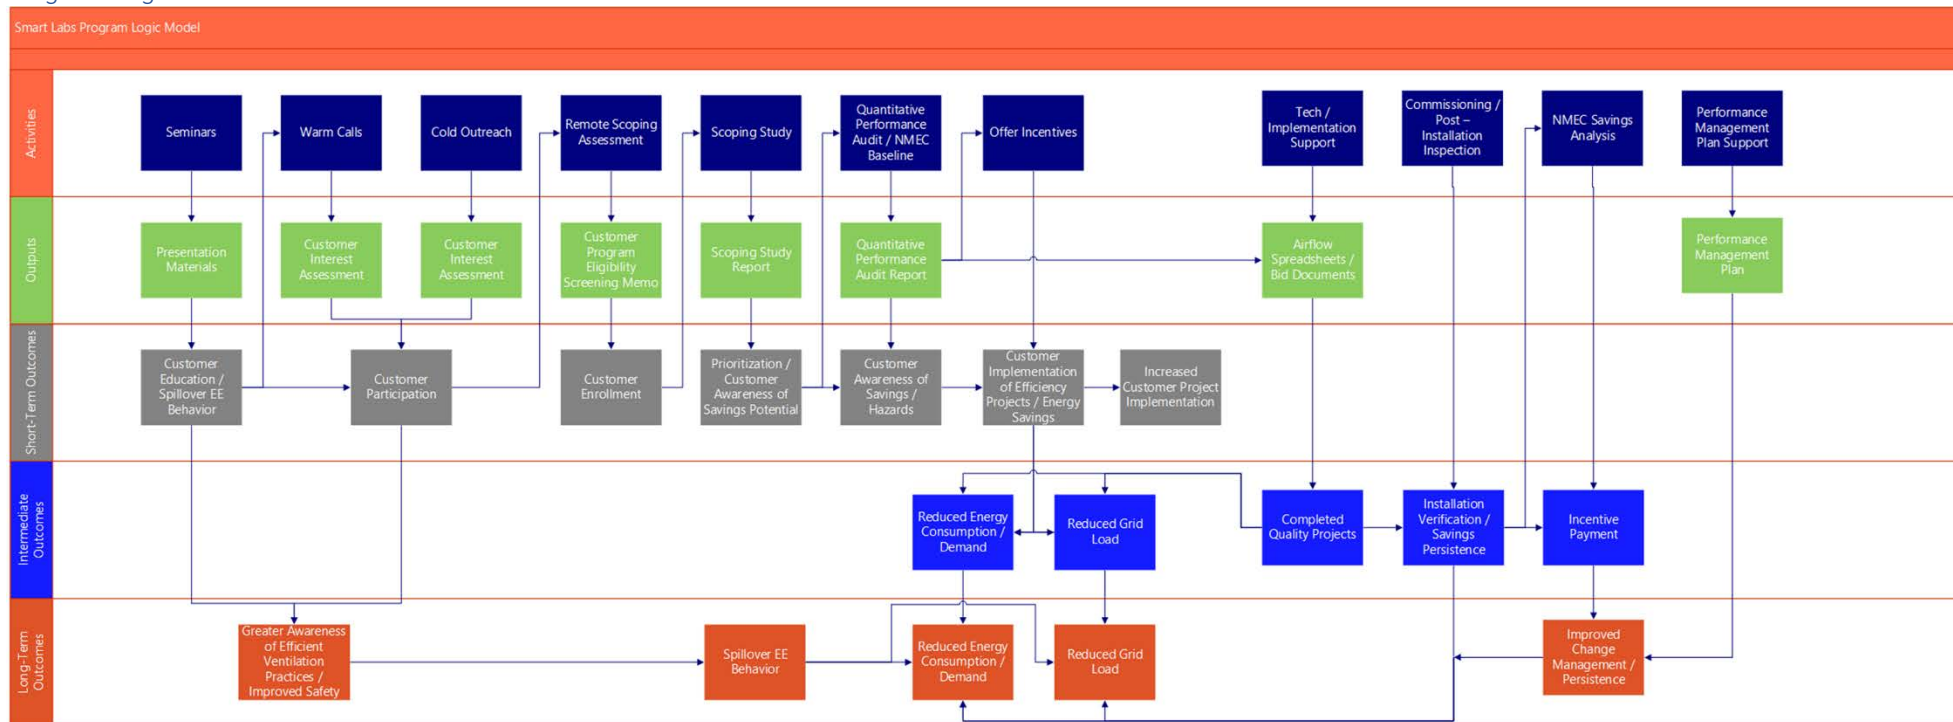 Smart Labs Program Logic Model
Activities
Seminars
Warm Calls
Cold Outreach
Remote Scoping
Assessment
Scoping Study
Quantitative
Performance
Audit / NMEC
Baseline
Offer Incentives
Tech /
Implementation
Support
Commissioning /
Post –
Installation
Inspection
NMEC Savings
Analysis
Performance
Management
Plan Support
Outputs
Presentation
Materials
Customer
Interest
Assessment
Customer
Interest
Assessment
Customer
Program
Eligibility
Screening Memo
Scoping Study
Report
Quantitative
Performance
Audit Report
Airflow
Spreadsheets /
Bid Documents
Performance
Management
Plan
Short-Term Outcomes
Customer
Education /
Spillover EE
Behavior
Customer
Participation
Customer
Enrollment
Prioritization /
Customer
Awareness of
Savings Potential
Customer
Awareness of
Savings /
Hazards
Customer
Implementation
of Efficiency
Projects / Energy
Savings
Increased
Customer Project
Implementation
Intermediate
Outcomes
Reduced Energy
Consumption /
Demand
Reduced Grid
Load
Completed
Quality Projects
Installation
Verification /
Savings
Persistence
Incentive
Payment
Long-Term
Outcomes
Greater Awareness
of Efficient
Ventilation
Practices /
Improved Safety
Spillover EE
Behavior
Reduced Energy
Consumption /
Demand
Reduced Grid
Load
Improved
Change
Management /
Persistence